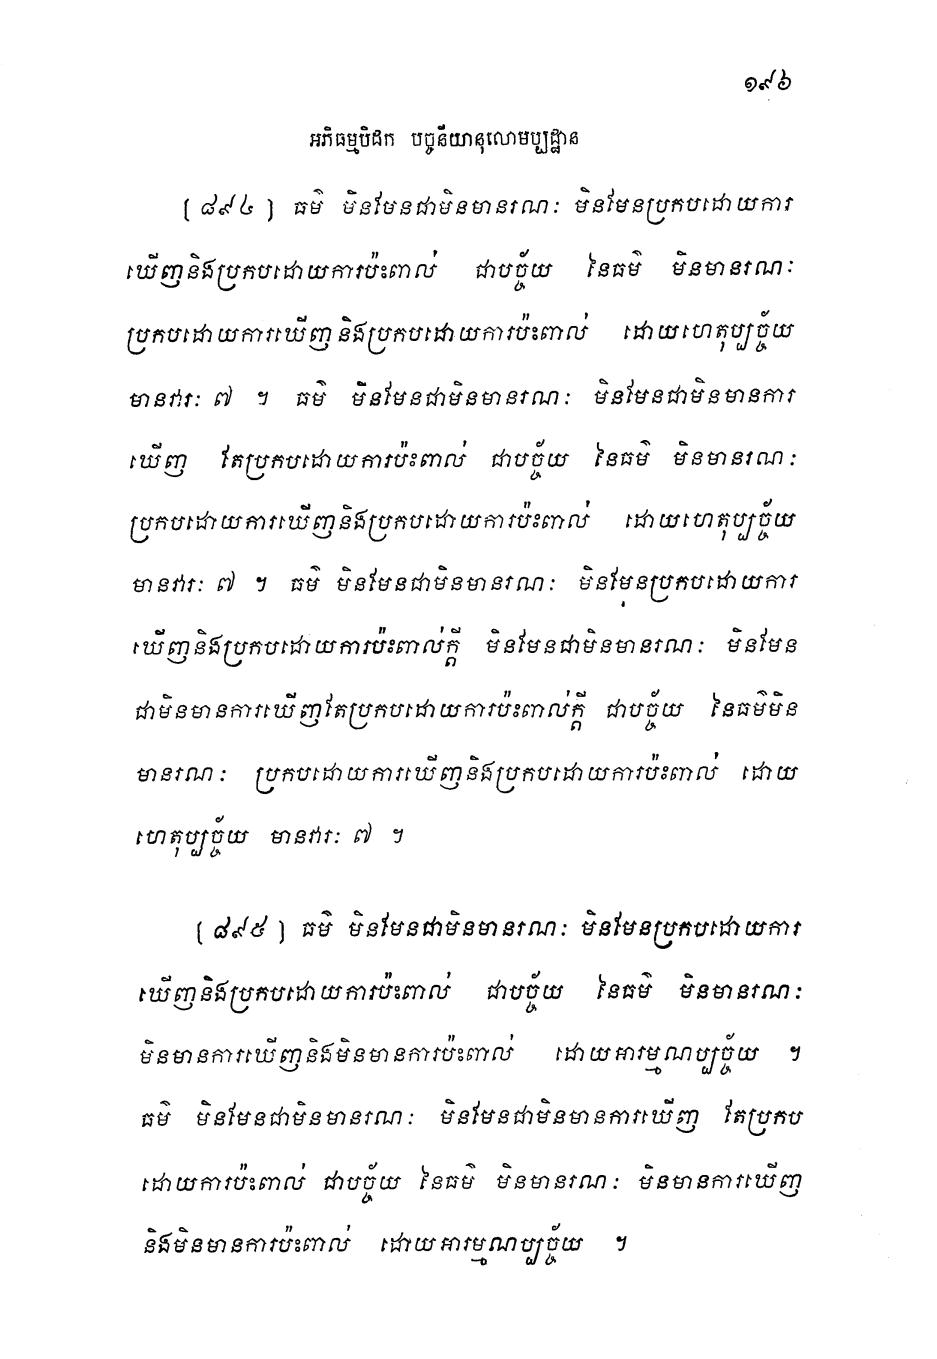 ១៩៦
អភិធម្មបិដក បច្ចនីយានុលោមប្បដ្ឋាន
[ ៨៩៤ ] ធម៌ មិនមែនជាមិនមានរណៈ មិនមែនប្រកបដោយការ
ឃើញនិងប្រកបដោយការប៉ះពាល់ ជាបច្ច័យ នៃធម៌ មិនមានរណៈ
ប្រកបដោយការឃើញនិងប្រកបដោយការប៉ះពាល់ ដោយហេតុប្បច្ច័យ
មានវារៈ ៧ ។ ធម៌ មិនមែនជាមិនមានរណៈ មិនមែនជាមិនមានការ
ឃើញ តែប្រកបដោយការប៉ះពាល់ ជាបច្ច័យ នៃធម៌ មិនមានរណៈ
ប្រកបដោយការឃើញនិងប្រកបដោយការប៉ះពាល់ ដោយហេតុប្បច្ច័យ
មានវារៈ ៧ ។ ធម៌ មិនមែនជាមិនមានរណៈ មិនមែនប្រកបដោយការ
ឃើញនិងប្រកបដោយការប៉ះពាល់ក្តី មិនមែនជាមិនមានរណៈ មិនមែន
ជាមិនមានការឃើញតែប្រកបដោយការប៉ះពាល់ក្តី ជាបច្ច័យ នៃធម៌មិន
មានរណៈ ប្រកបដោយការឃើញនិងប្រកបដោយការប៉ះពាល់ ដោយ
ហេតុប្បច្ច័យ មានវារៈ ៧ ។
[ ៨៩៥ ] ធម៌ មិនមែនជាមិនមានរណៈ មិនមែនប្រកបដោយការ
ឃើញនិងប្រកបដោយការប៉ះពាល់ ជាបច្ច័យ នៃធម៌ មិនមានរណៈ
មិនមានការឃើញនិងមិនមានការប៉ះពាល់ ដោយអារម្មណប្បច្ច័យ ។
ធម៌ មិនមែនជាមិនមានរណៈ មិនមែនជាមិនមានការឃើញ តែប្រកប
ដោយការប៉ះពាល់ ជាបច្ច័យ នៃធម៌ មិនមានរណៈ មិនមានការឃើញ
និងមិនមានការប៉ះពាល់ ដោយអារម្មណប្បច្ច័យ ។